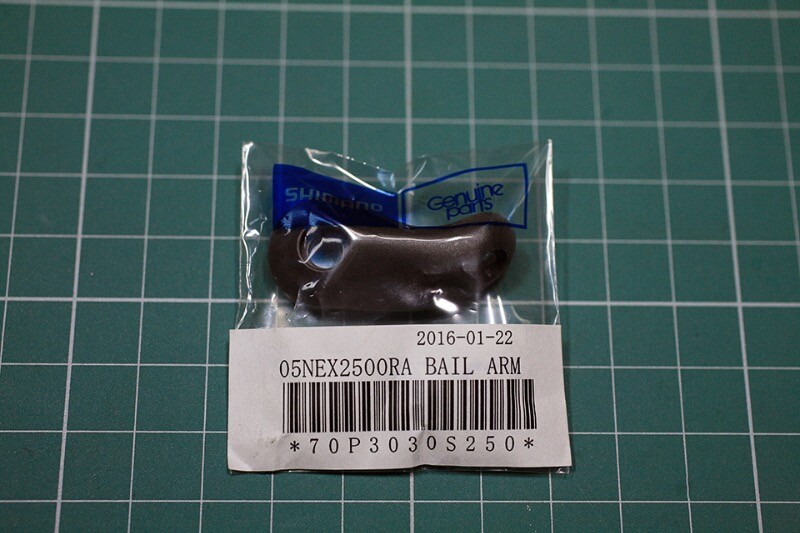 SHIMANO
Genuine
parts
2016-01-22
05NEX2500RA BAIL ARM
*70P3030S250*